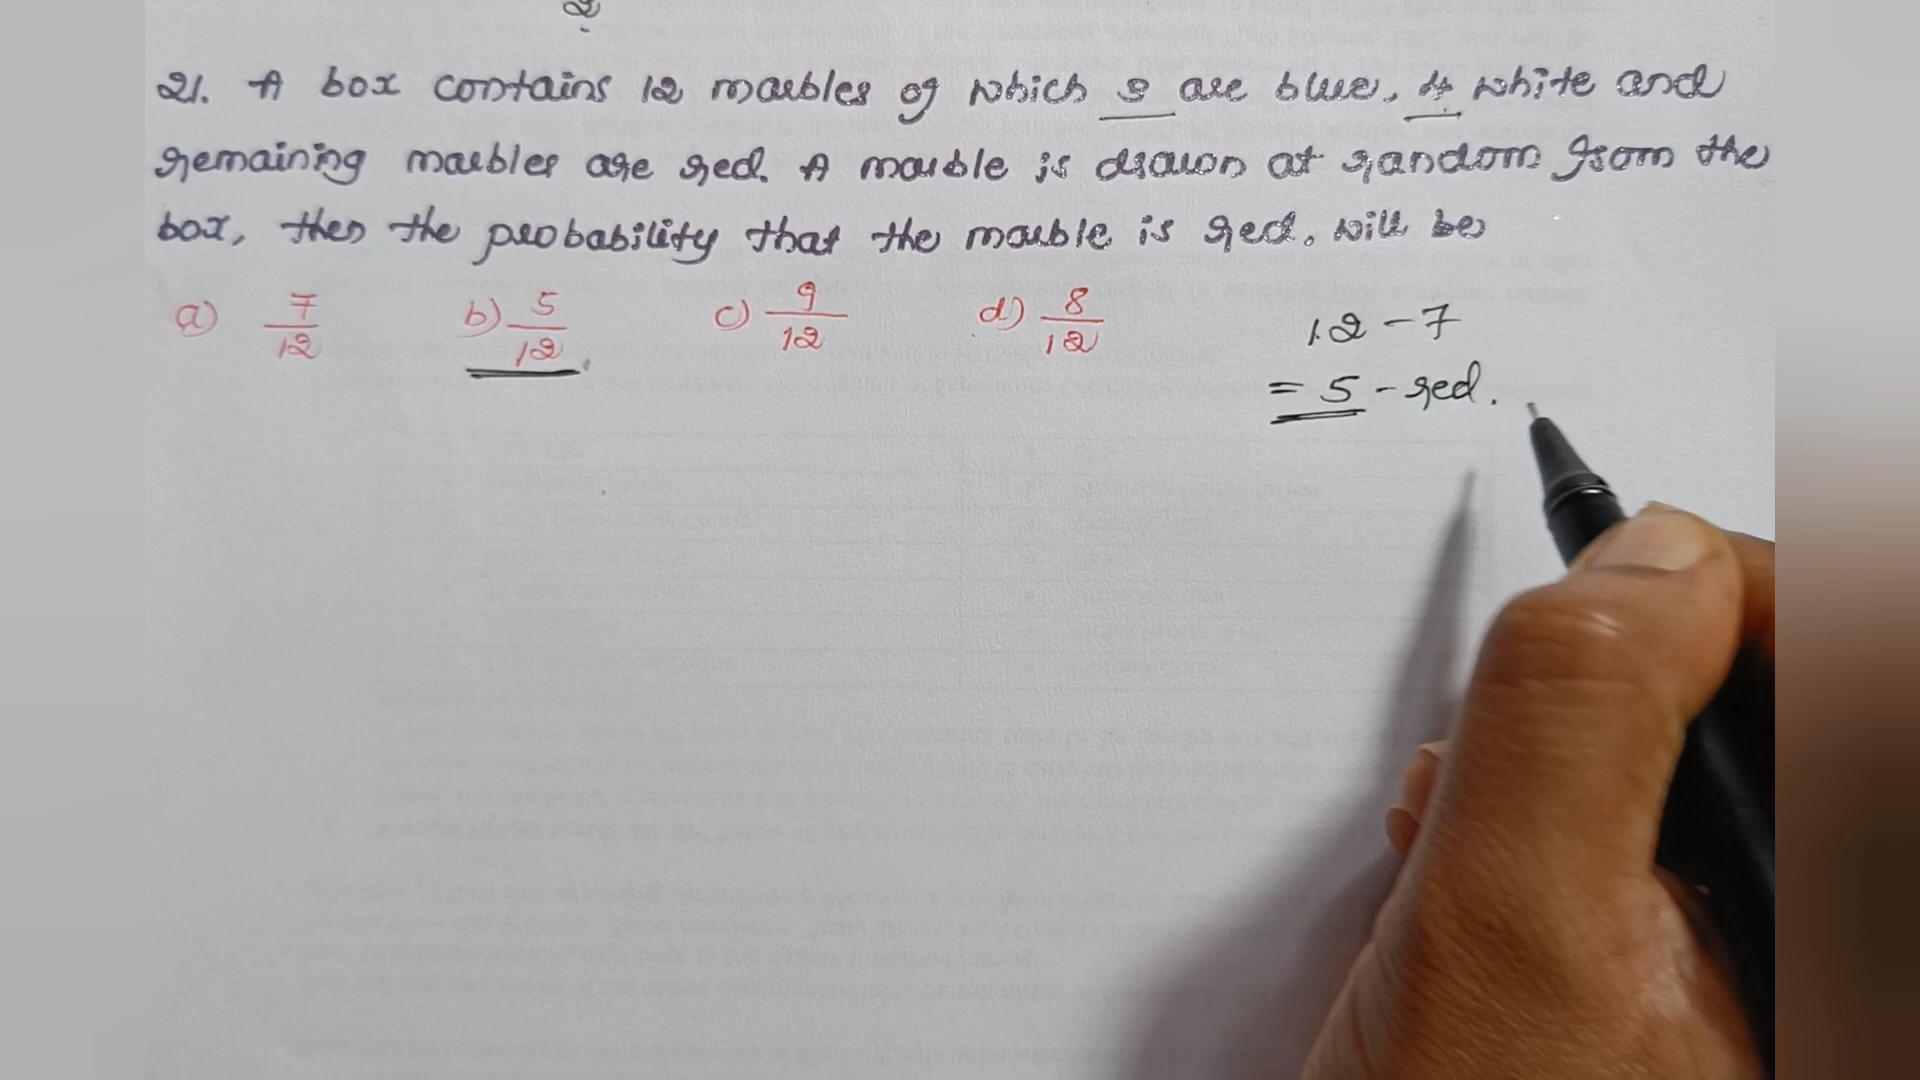 21. A box contains 12 marbles of which 3 are blue, 4 white and
remaining marbles are red. A marble is drawn at random from the
box, then the probability that the marble is red. will be
a) 7/12 b) 5/12 c) 9/12 d) 8/12
12 - 7
= 5 - red.